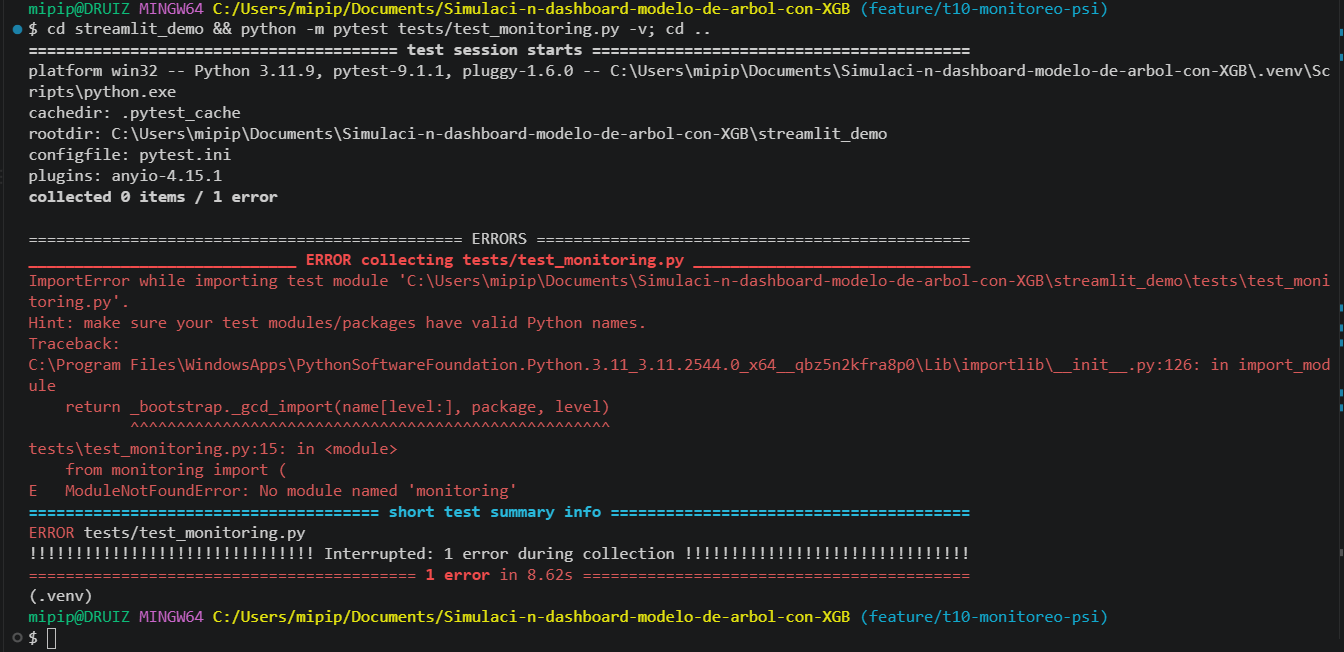 mipip@DRUIZ MINGW64 C:/Users/mipip/Documents/Simulaci-n-dashboard-modelo-de-arbol-con-XGB (feature/t10-monitoreo-psi)
$ cd streamlit_demo && python -m pytest tests/test_monitoring.py -v; cd ..
======================================== test session starts =========================================
platform win32 -- Python 3.11.9, pytest-9.1.1, pluggy-1.6.0 -- C:\Users\mipip\Documents\Simulaci-n-dashboard-modelo-de-arbol-con-XGB\.venv\Sc
ripts\python.exe
cachedir: .pytest_cache
rootdir: C:\Users\mipip\Documents\Simulaci-n-dashboard-modelo-de-arbol-con-XGB\streamlit_demo
configfile: pytest.ini
plugins: anyio-4.15.1
collected 0 items / 1 error

=============================================== ERRORS ===============================================
_____________________________ ERROR collecting tests/test_monitoring.py ______________________________
ImportError while importing test module 'C:\Users\mipip\Documents\Simulaci-n-dashboard-modelo-de-arbol-con-XGB\streamlit_demo\tests\test_moni
toring.py'.
Hint: make sure your test modules/packages have valid Python names.
Traceback:
C:\Program Files\WindowsApps\PythonSoftwareFoundation.Python.3.11_3.11.2544.0_x64__qbz5n2kfra8p0\Lib\importlib\__init__.py:126: in import_mod
ule
    return _bootstrap._gcd_import(name[level:], package, level)
           ^^^^^^^^^^^^^^^^^^^^^^^^^^^^^^^^^^^^^^^^^^^^^^^^^^^^
tests\test_monitoring.py:15: in <module>
    from monitoring import (
E   ModuleNotFoundError: No module named 'monitoring'
====================================== short test summary info =======================================
ERROR tests/test_monitoring.py
!!!!!!!!!!!!!!!!!!!!!!!!!!!!!!! Interrupted: 1 error during collection !!!!!!!!!!!!!!!!!!!!!!!!!!!!!!!
========================================== 1 error in 8.62s ==========================================
(.venv)
mipip@DRUIZ MINGW64 C:/Users/mipip/Documents/Simulaci-n-dashboard-modelo-de-arbol-con-XGB (feature/t10-monitoreo-psi)
$